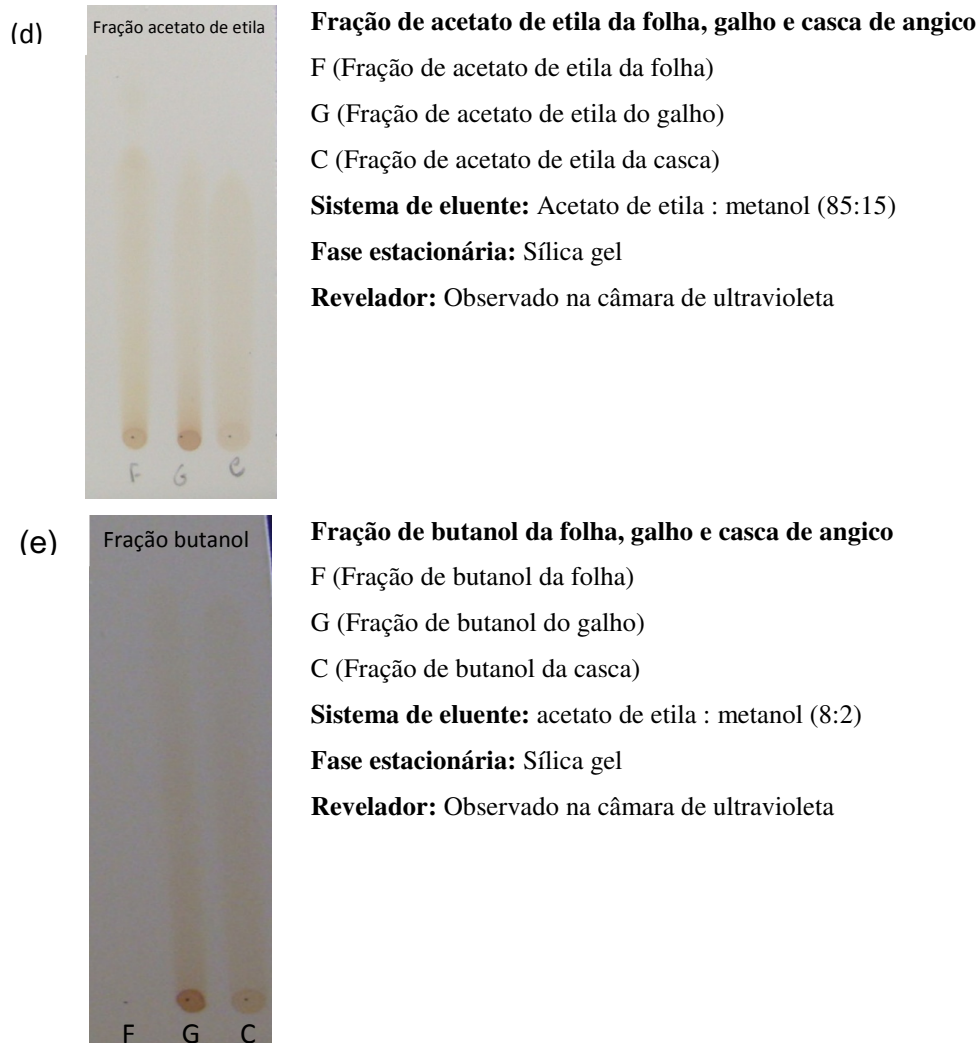 (d)
Fração acetato de etila
F G C
Fração de acetato de etila da folha, galho e casca de angico
F (Fração de acetato de etila da folha)
G (Fração de acetato de etila do galho)
C (Fração de acetato de etila da casca)
Sistema de eluente: Acetato de etila : metanol (85:15)
Fase estacionária: Sílica gel
Revelador: Observado na câmara de ultravioleta
(e)
Fração butanol
F G C
Fração de butanol da folha, galho e casca de angico
F (Fração de butanol da folha)
G (Fração de butanol do galho)
C (Fração de butanol da casca)
Sistema de eluente: acetato de etila : metanol (8:2)
Fase estacionária: Sílica gel
Revelador: Observado na câmara de ultravioleta